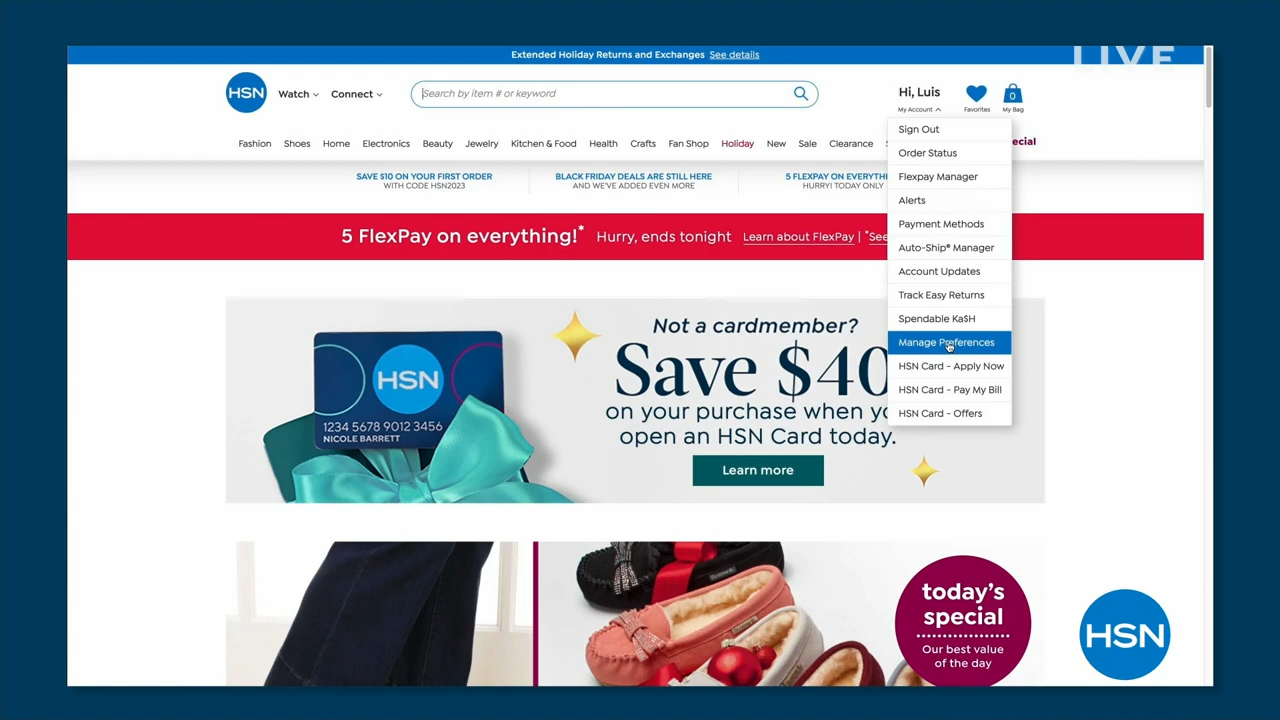 LIVE
Extended Holiday Returns and Exchanges See details
HSN
Watch
Connect
Search by item # or keyword
Hi, Luis
My Account
Favorites
0
My Bag
Fashion Shoes Home Electronics Beauty Jewelry Kitchen & Food Health Crafts Fan Shop Holiday New Sale Clearance S ecial
Sign Out
Order Status
Flexpay Manager
Alerts
Payment Methods
Auto-Ship® Manager
Account Updates
Track Easy Returns
Spendable Ka$H
Manage Preferences
HSN Card - Apply Now
HSN Card - Pay My Bill
HSN Card - Offers
SAVE $10 ON YOUR FIRST ORDER
WITH CODE HSN2023
BLACK FRIDAY DEALS ARE STILL HERE
AND WE'VE ADDED EVEN MORE
5 FLEXPAY ON EVERYTHI
HURRY! TODAY ONLY
5 FlexPay on everything!* Hurry, ends tonight Learn about FlexPay | *See
Not a cardmember?
Save $40
on your purchase when yo
open an HSN Card today.
Learn more
HSN
1234 5678 9012 3456
NICOLE BARRETT
today's
special
Our best value
of the day
HSN